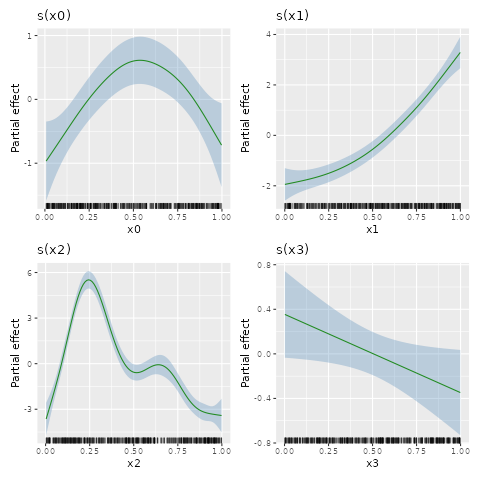 s(x0)
Partial effect
1
0
-1
0.00 0.25 0.50 0.75 1.00
x0
s(x1)
Partial effect
4
2
0
-2
0.00 0.25 0.50 0.75 1.00
x1
s(x2)
Partial effect
6
3
0
-3
0.00 0.25 0.50 0.75 1.00
x2
s(x3)
Partial effect
0.8
0.4
0.0
-0.4
-0.8
0.00 0.25 0.50 0.75 1.00
x3